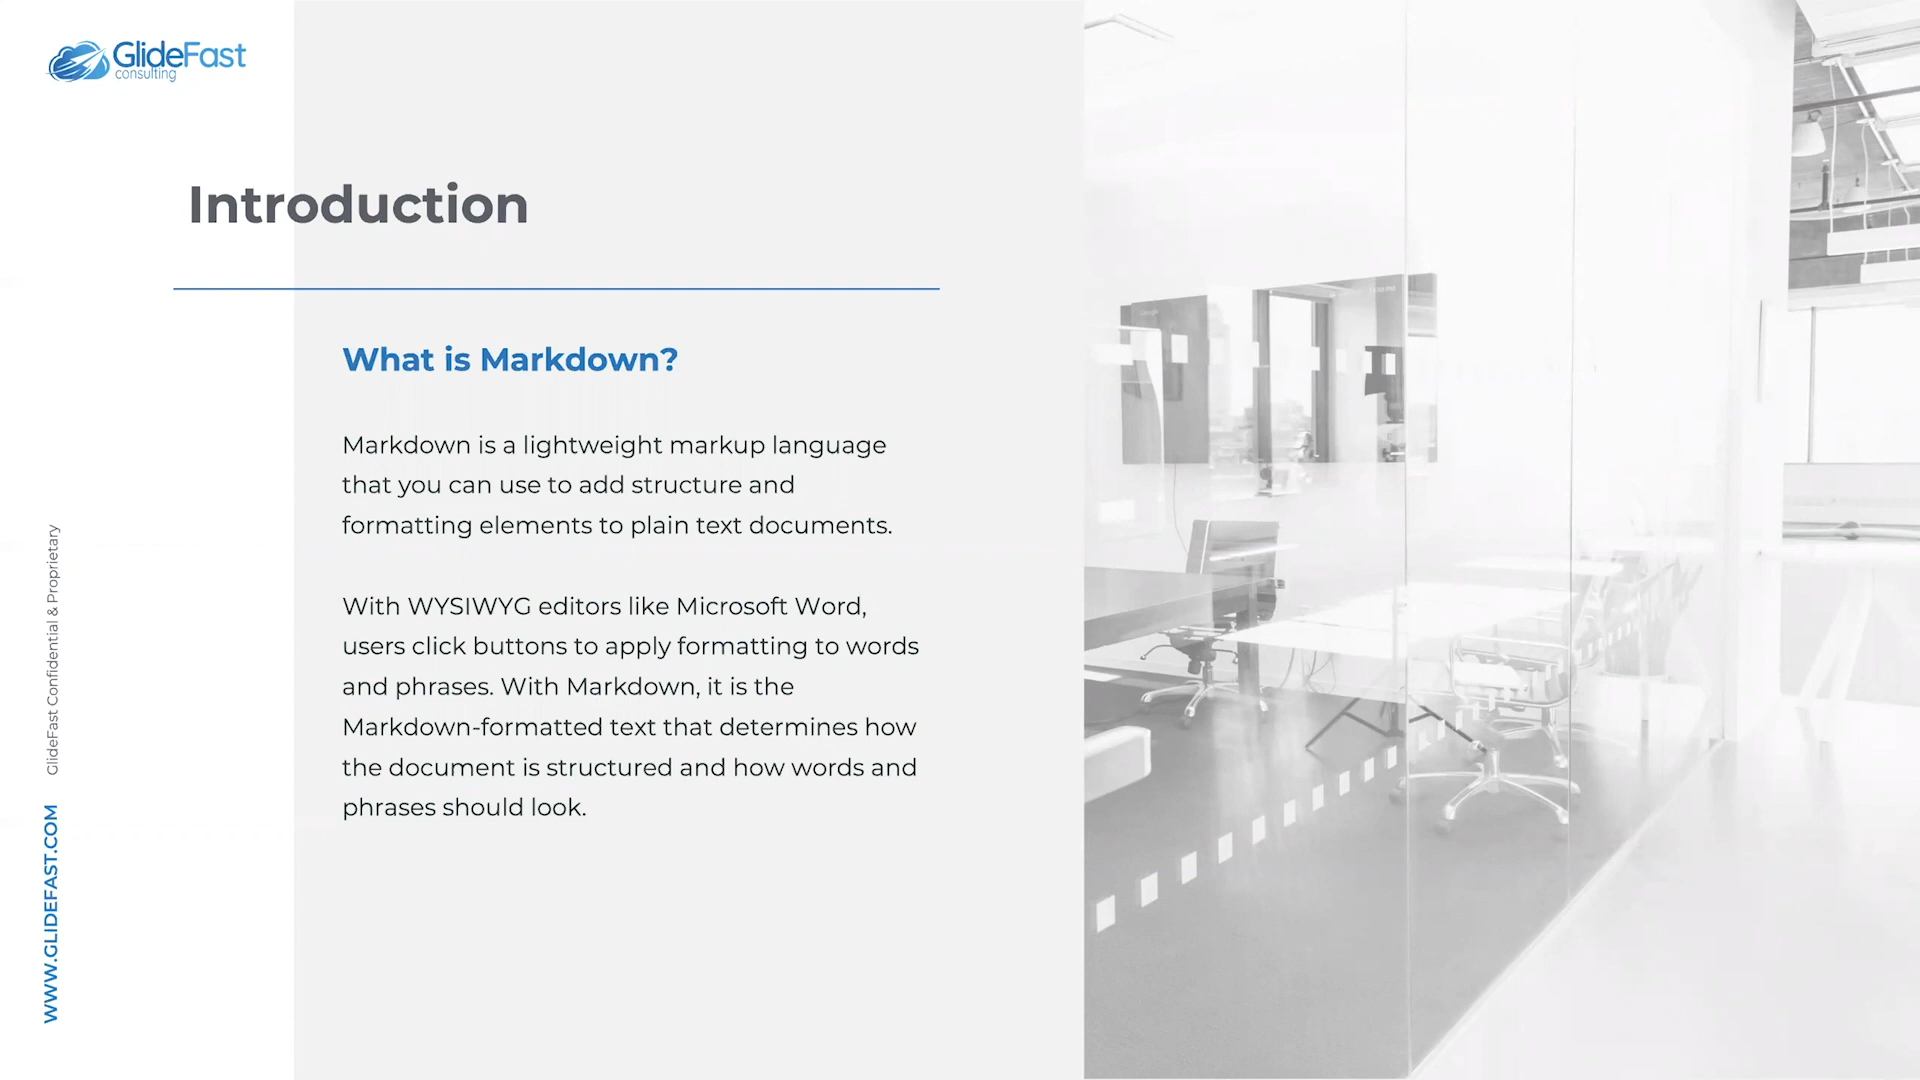 GlideFast
consulting
Introduction
What is Markdown?
Markdown is a lightweight markup language
that you can use to add structure and
formatting elements to plain text documents.
With WYSIWYG editors like Microsoft Word,
users click buttons to apply formatting to words
and phrases. With Markdown, it is the
Markdown-formatted text that determines how
the document is structured and how words and
phrases should look.
GlideFast Confidential & Proprietary
WWW.GLIDEFAST.COM